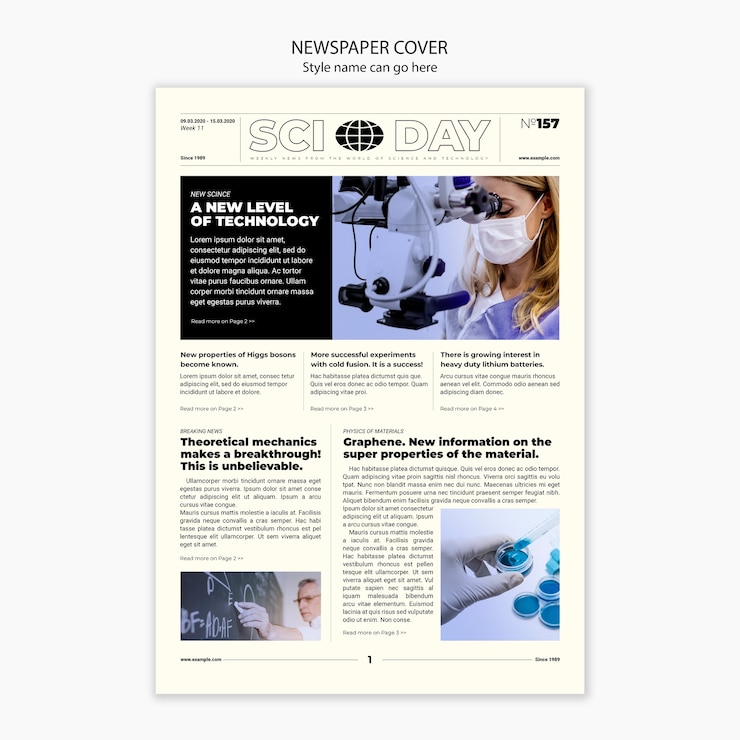 NEWSPAPER COVER
Style name can go here
09.03.2020 - 15.03.2020
Week 11
Since 1989
SCI DAY
WEEKLY NEWS FROM THE WORLD OF SCIENCE AND TECHNOLOGY
Nº157
www.example.com
NEW SCINCE
A NEW LEVEL
OF TECHNOLOGY
Lorem ipsum dolor sit amet,
consectetur adipiscing elit, sed do
eiusmod tempor incididunt ut labore
et dolore magna aliqua. Ac tortor
vitae purus faucibus ornare. Ullam
corper morbi tincidunt ornare massa
eget egestas purus viverra.
Read more on Page 2 >>
New properties of Higgs bosons
become known.
Lorem ipsum dolor sit amet, consec tetur
adipiscing elit, sed do eiusmod tempor
incididunt ut labore et dolore.
Read more on Page 2 >>
More successful experiments
with cold fusion. It is a success!
Hac habitasse platea dictumst quis que.
Quis vel eros donec ac odio tempor. Quam
adipiscing vitae proi.
Read more on Page 3 >>
There is growing interest in
heavy duty lithium batteries.
Arcu cursus vitae congue mauris rhoncus
aenean vel elit. Commodo odio aenean sed
adipiscing diam donec.
Read more on Page 4 >>
BREAKING NEWS
Theoretical mechanics
makes a breakthrough!
This is unbelievable.
Ullamcorper morbi tincidunt ornare massa eget
egestas purus viverra. Dolor sit amet conse
ctetur adipiscing elit ut aliquam. Ipsum a arcu
cursus vitae congue.
Mauris cursus mattis molestie a iaculis at. Facilisis
gravida neque convallis a cras semper. Hac habi
tasse platea dictumst vestibulum rhoncus est pel
lentesque elit ullamcorper. Ut sem viverra aliquet
eget sit amet.
Read more on Page 2 >>
BF=AD·AF
PHYSICS OF MATERIALS
Graphene. New information on the
super properties of the material.
Hac habitasse platea dictumst quisque. Quis vel eros donec ac odio tempor.
Quam adipiscing vitae proin sagittis nisl rhoncus. Viverra orci sagittis eu volu
tpat. Nunc non blandit massa enim nec dui nunc. Maecenas ultricies mi eget
mauris. Fermentum posuere urna nec tincidunt praesent semper feugiat nibh.
Aliquet bibendum enim facilisis gravida neque convallis a cras semper.
Ipsum dolor sit amet consectetur
adipiscing elit ut aliquam. Ipsum
a arcu cursus vitae congue.
Mauris cursus mattis molestie
a iaculis at. Facilisis gravida
neque convallis a cras semper.
Hac habitasse platea dictumst
vestibulum rhoncus est pellen
tesque elit ullamcorper. Ut sem
viverra aliquet eget sit amet.
Vitae sapien nec sagittis al
iquam malesuada bibendum
arcu vitae elementum. Euismod
lacinia at quis risus sed vulputate
odio ut enim. Non conse.
Read more on Page 3 >>
www.example.com
1
Since 1989